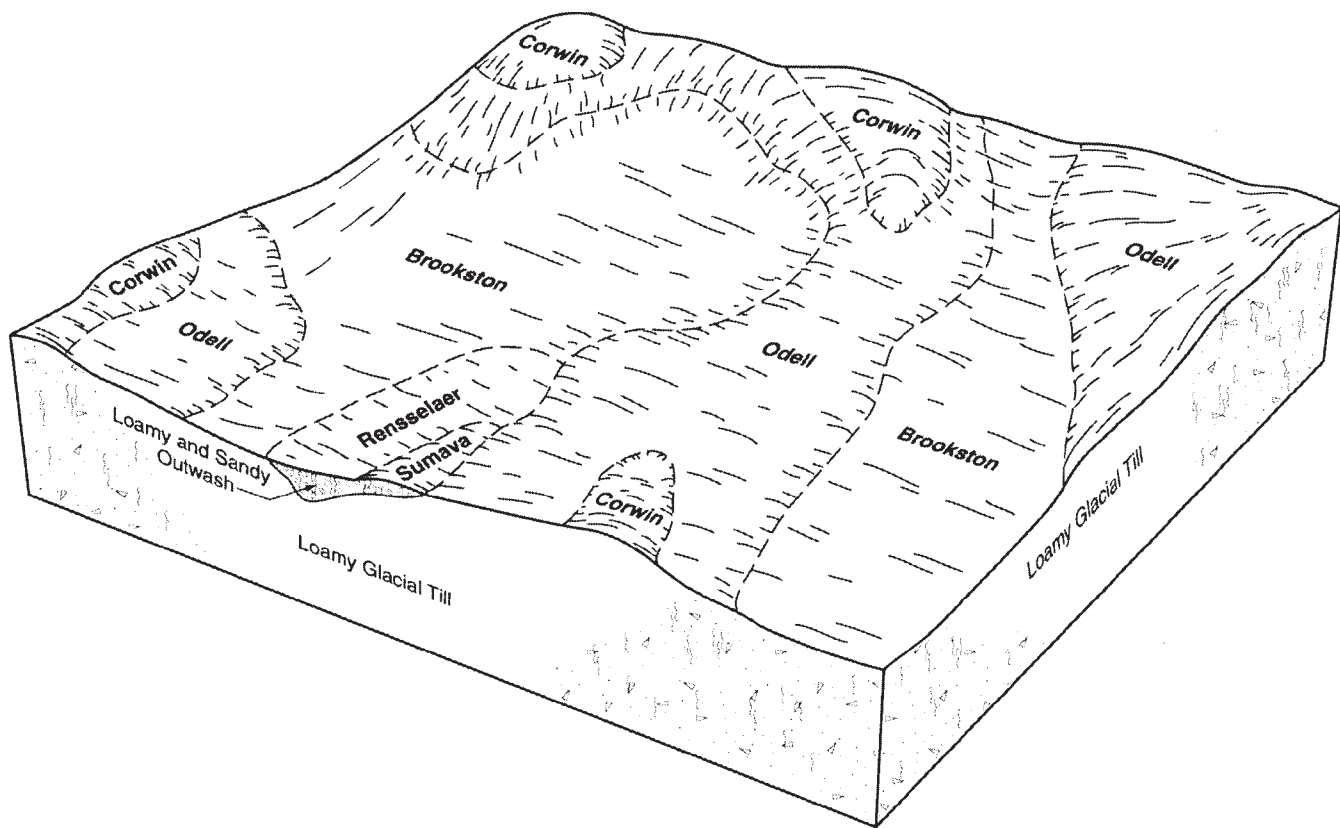 Corwin
Corwin
Corwin
Brookston
Odell
Odell
Odell
Rensselaer
Sumava
Brookston
Corwin
Loamy and Sandy
Outwash
Loamy Glacial Till
Loamy Glacial Till